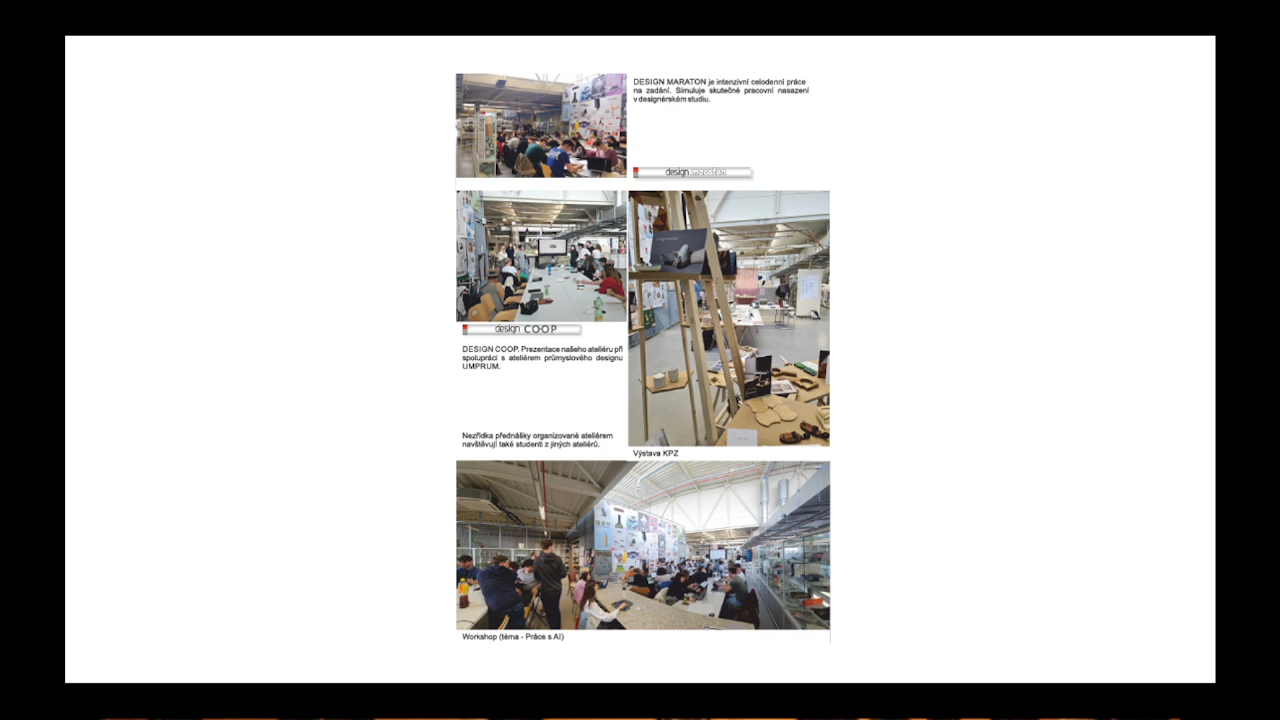 DESIGN MARATON je intenzivní celodenní práce
na zadání. Simuluje skutečné pracovní nasazení
v designérském studiu.
design maraton
design CO-OP
DESIGN COOP. Prezentace našeho ateliéru při
spolupráci s ateliérem průmyslového designu
UMPRUM.
Nezřídka přednášky organizované ateliérem
navštěvují také studenti z jiných ateliérů.
Výstava KPZ
Workshop (téma - Práce s AI)